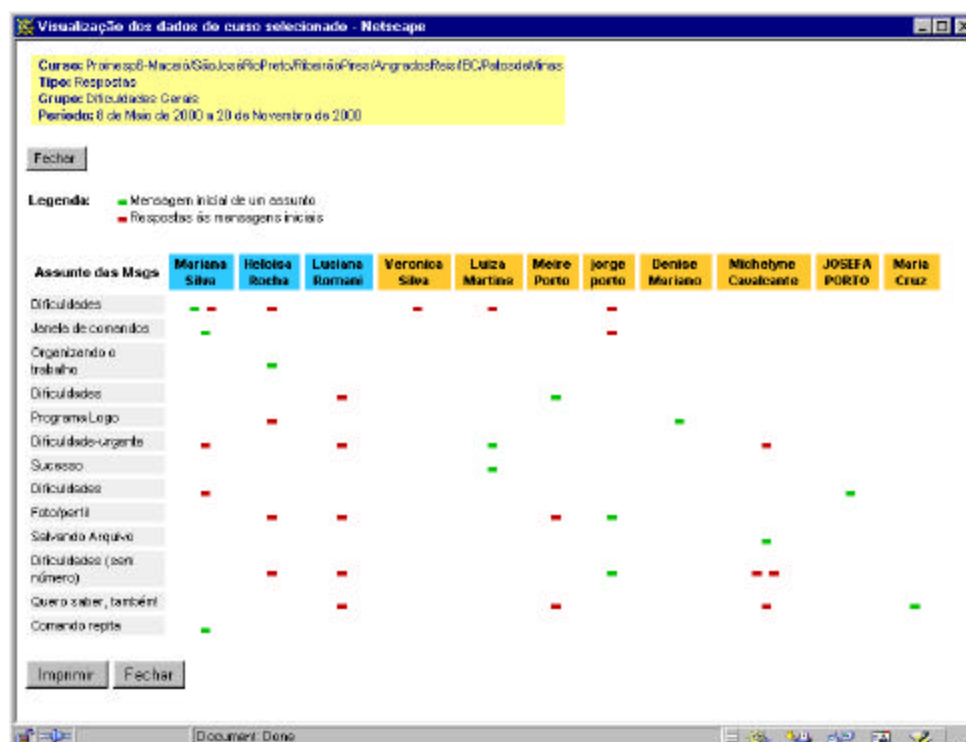 Visualização dos dados do curso selecionado - Netscape
Curso: Proinesp6-Maceió/SãoJoséRioPreto/RibeirãoPires/AngradosReis/IBC/PatosdeMinas
Tipo: Respostas
Grupo: Dificuldades Gerais
Período: 8 de Maio de 2000 a 20 de Novembro de 2000
Fechar
Legenda:
Mensagem inicial de um assunto
Respostas às mensagens iniciais
Assunto das Msgs
Mariana Silva
Heloisa Rocha
Luciana Romani
Veronica Silva
Luiza Martins
Meire Porto
jorge porto
Denise Mariano
Michelyne Cavalcante
JOSEFA PORTO
Maria Cruz
Dificuldades
Janela de comandos
Organizando o
trabalho
Dificuldades
Programa Logo
Dificuldade-urgente
Sucesso
Dificuldades
Foto/perfil
Salvando Arquivo
Dificuldades (sem
número)
Quero saber, também!
Comando repita
Imprimir
Fechar
Document: Done